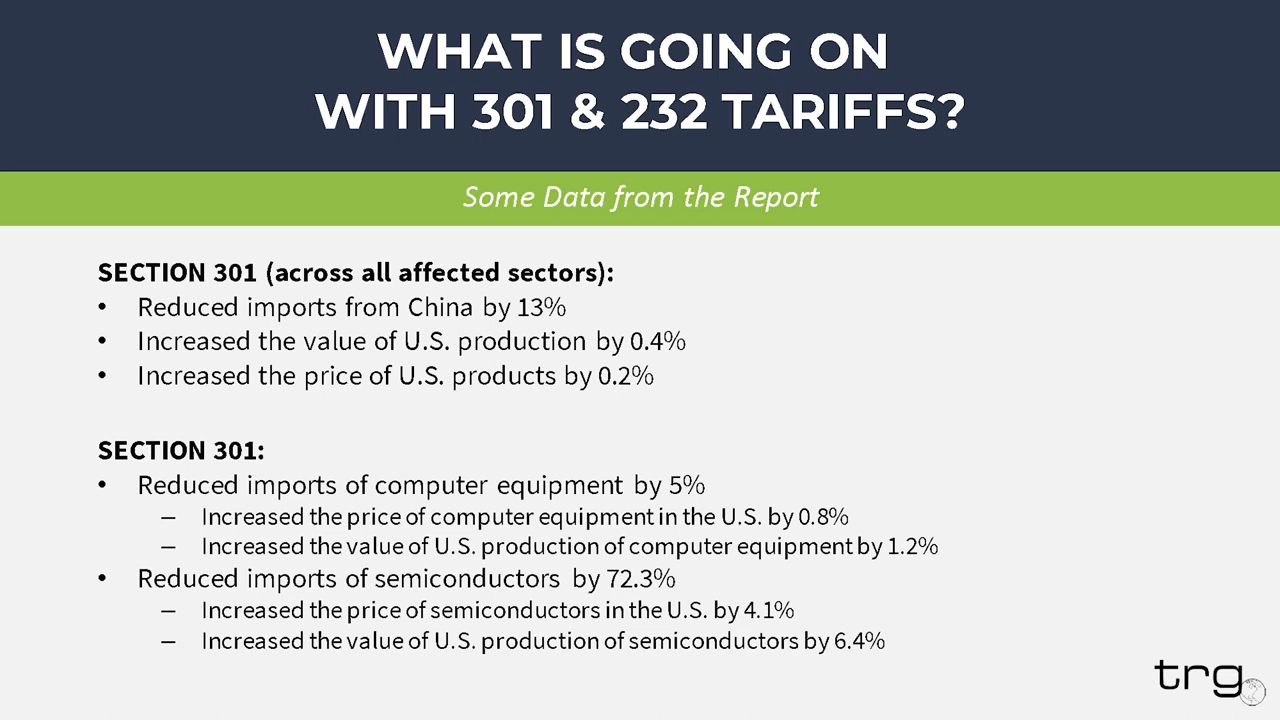 WHAT IS GOING ON
WITH 301 & 232 TARIFFS?
Some Data from the Report
SECTION 301 (across all affected sectors):
• Reduced imports from China by 13%
• Increased the value of U.S. production by 0.4%
• Increased the price of U.S. products by 0.2%
SECTION 301:
• Reduced imports of computer equipment by 5%
– Increased the price of computer equipment in the U.S. by 0.8%
– Increased the value of U.S. production of computer equipment by 1.2%
• Reduced imports of semiconductors by 72.3%
– Increased the price of semiconductors in the U.S. by 4.1%
– Increased the value of U.S. production of semiconductors by 6.4%
trg